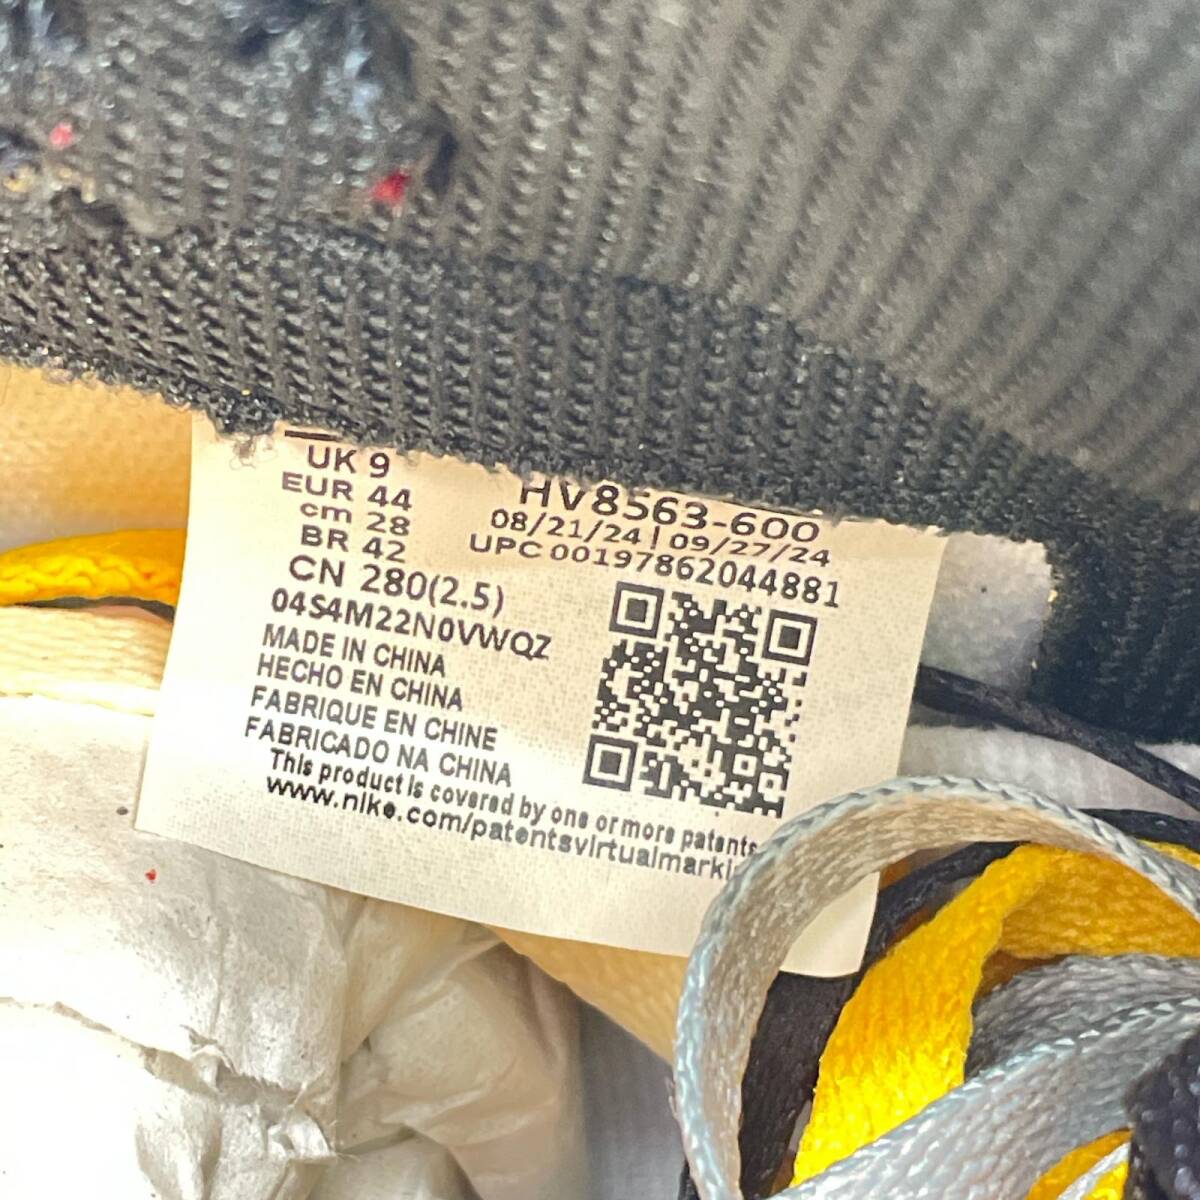 UK 9
EUR 44
cm 28
BR 42
CN 280(2.5)
04S4M22N0VWQZ
HV8563-600
08/21/24 | 09/27/24
UPC 00197862044881
MADE IN CHINA
HECHO EN CHINA
FABRIQUE EN CHINE
FABRICADO NA CHINA
This product is covered by one or more patents
www.nike.com/patentsvirtualmarki